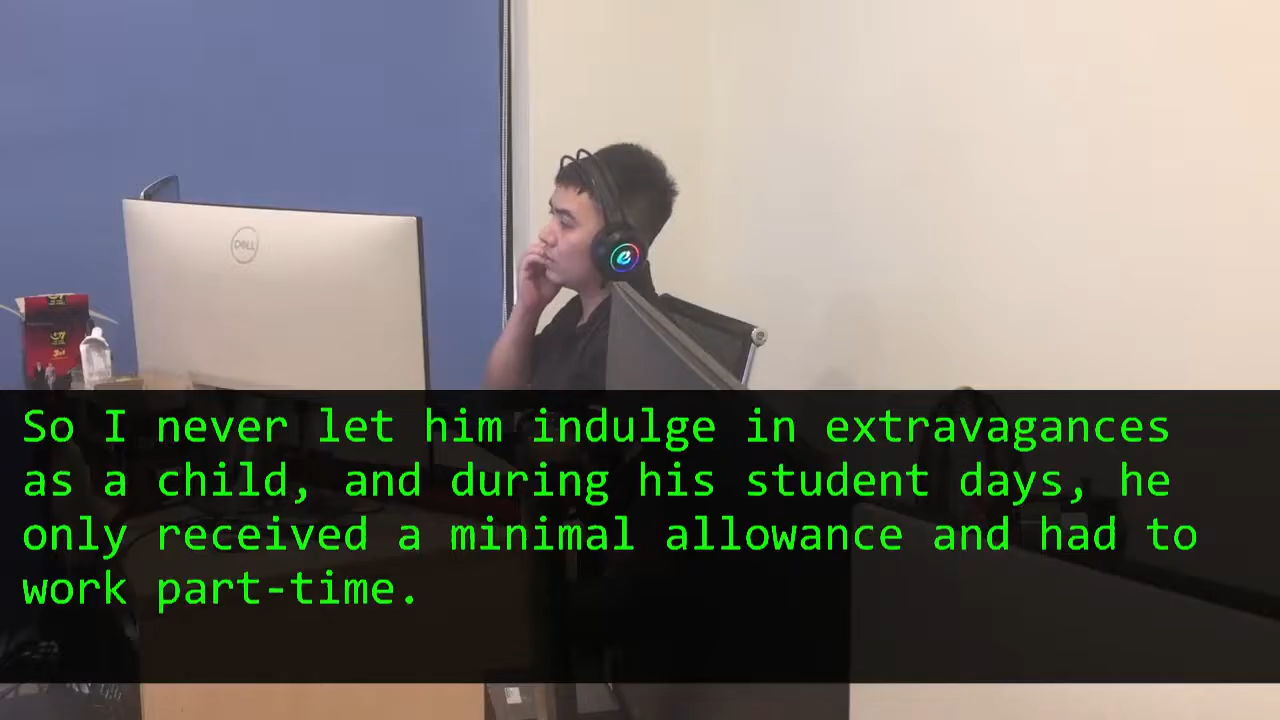 DELL
So I never let him indulge in extravagances
as a child, and during his student days, he
only received a minimal allowance and had to
work part-time.